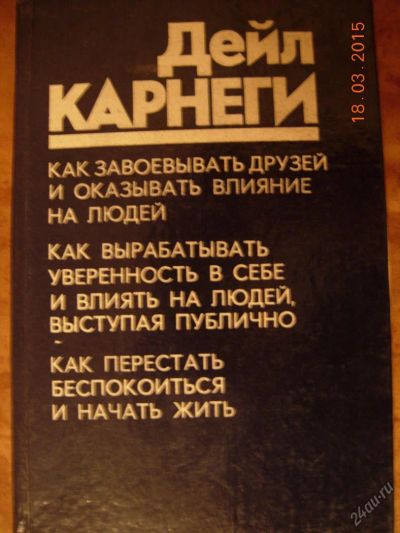 Дейл
КАРНЕГИ
КАК ЗАВОЕВЫВАТЬ ДРУЗЕЙ
И ОКАЗЫВАТЬ ВЛИЯНИЕ
НА ЛЮДЕЙ
КАК ВЫРАБАТЫВАТЬ
УВЕРЕННОСТЬ В СЕБЕ
И ВЛИЯТЬ НА ЛЮДЕЙ,
ВЫСТУПАЯ ПУБЛИЧНО
КАК ПЕРЕСТАТЬ
БЕСПОКОИТЬСЯ
И НАЧАТЬ ЖИТЬ
18.03.2015
24au.ru